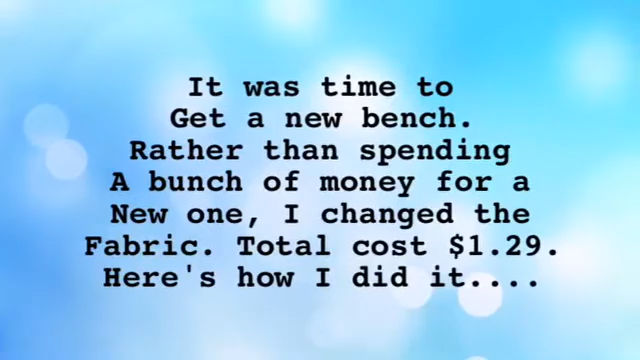 It was time to
Get a new bench.
Rather than spending
A bunch of money for a
New one, I changed the
Fabric. Total cost $1.29.
Here's how I did it....